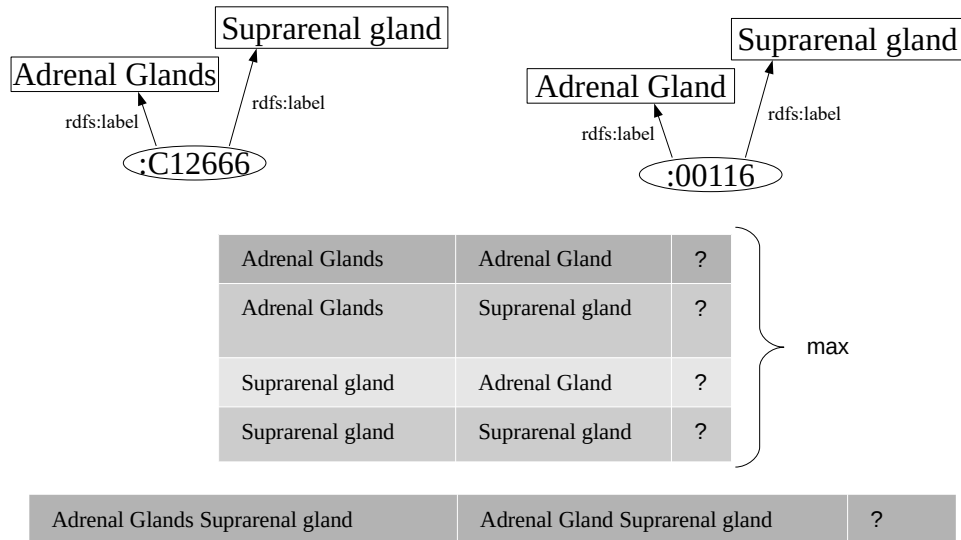 Suprarenal gland
Adrenal Glands
rdfs:label
rdfs:label
:C12666
Suprarenal gland
Adrenal Gland
rdfs:label
rdfs:label
:00116
Adrenal Glands Adrenal Gland ?
Adrenal Glands Suprarenal gland ?
Suprarenal gland Adrenal Gland ?
Suprarenal gland Suprarenal gland ?
max
Adrenal Glands Suprarenal gland Adrenal Gland Suprarenal gland ?